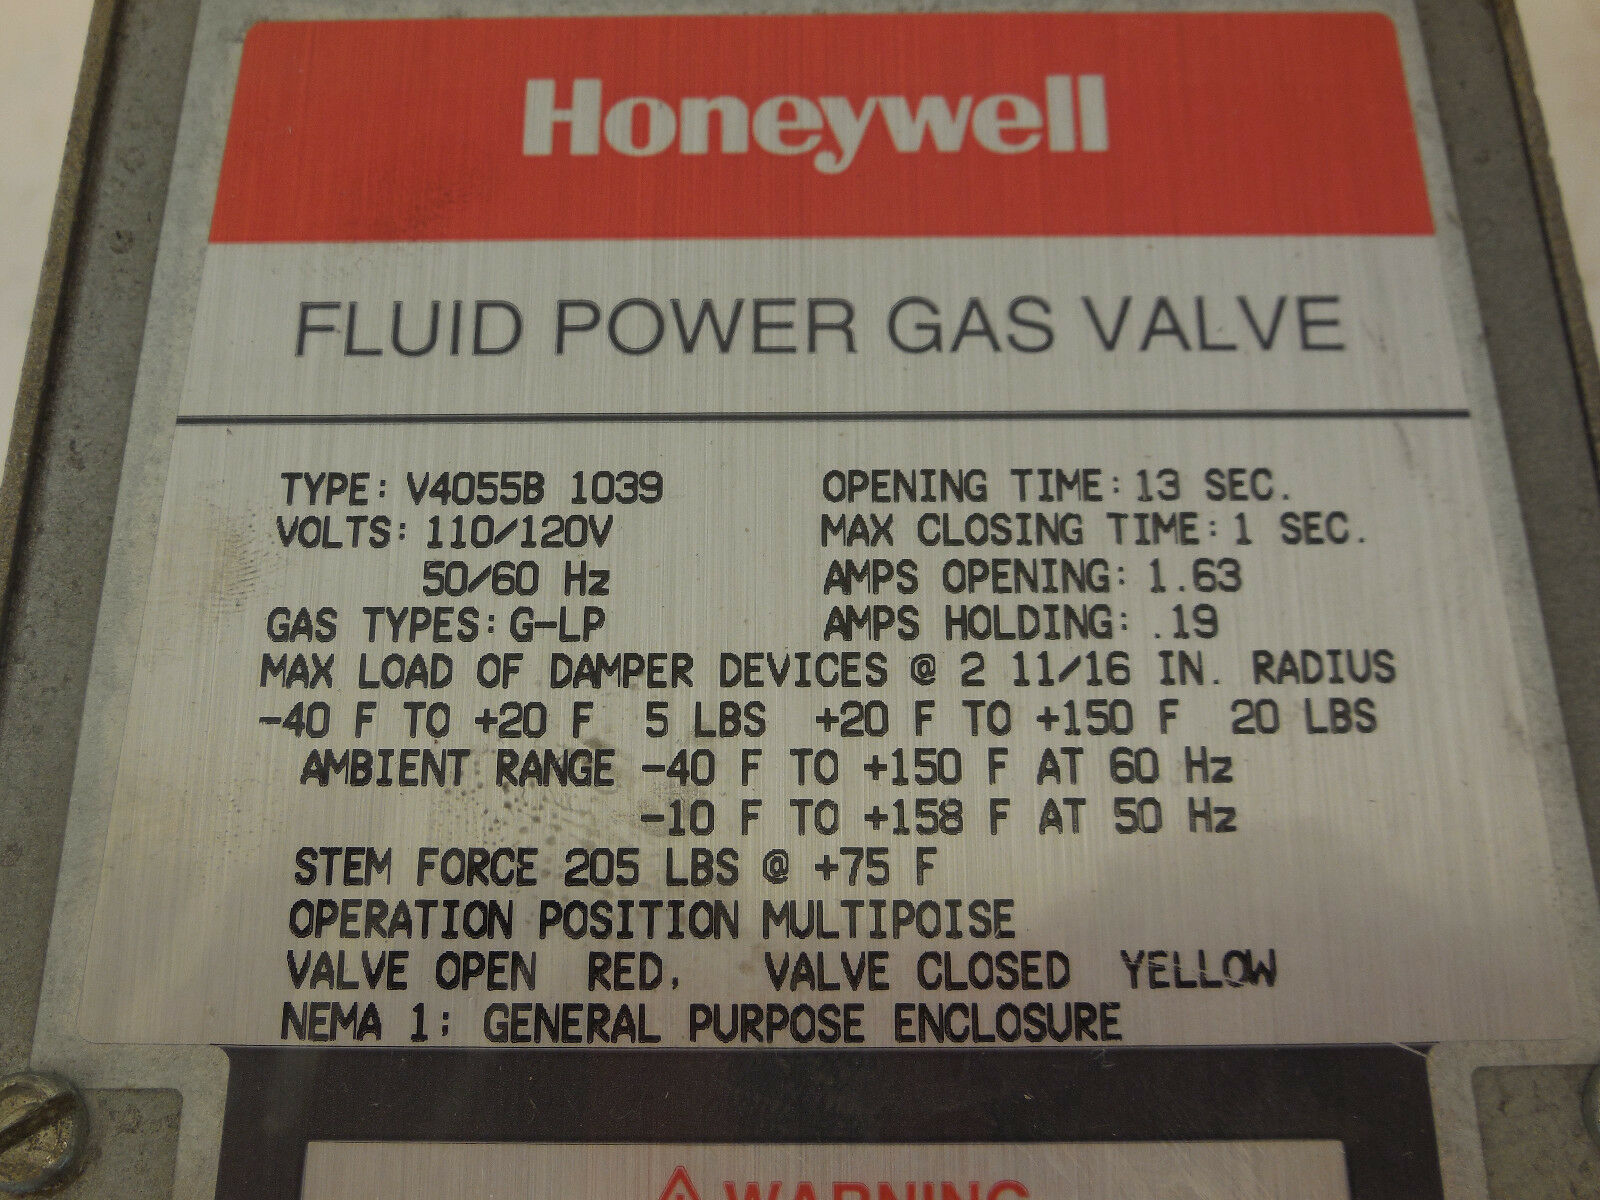 Honeywell
FLUID POWER GAS VALVE
TYPE: V4055B 1039 OPENING TIME: 13 SEC.
VOLTS: 110/120V MAX CLOSING TIME: 1 SEC.
50/60 Hz AMPS OPENING: 1.63
GAS TYPES: G-LP AMPS HOLDING: .19
MAX LOAD OF DAMPER DEVICES @ 2 11/16 IN. RADIUS
-40 F TO +20 F 5 LBS +20 F TO +150 F 20 LBS
AMBIENT RANGE -40 F TO +150 F AT 60 Hz
-10 F TO +158 F AT 50 Hz
STEM FORCE 205 LBS @ +75 F
OPERATION POSITION MULTIPOISE
VALVE OPEN RED, VALVE CLOSED YELLOW
NEMA 1: GENERAL PURPOSE ENCLOSURE
WARNING